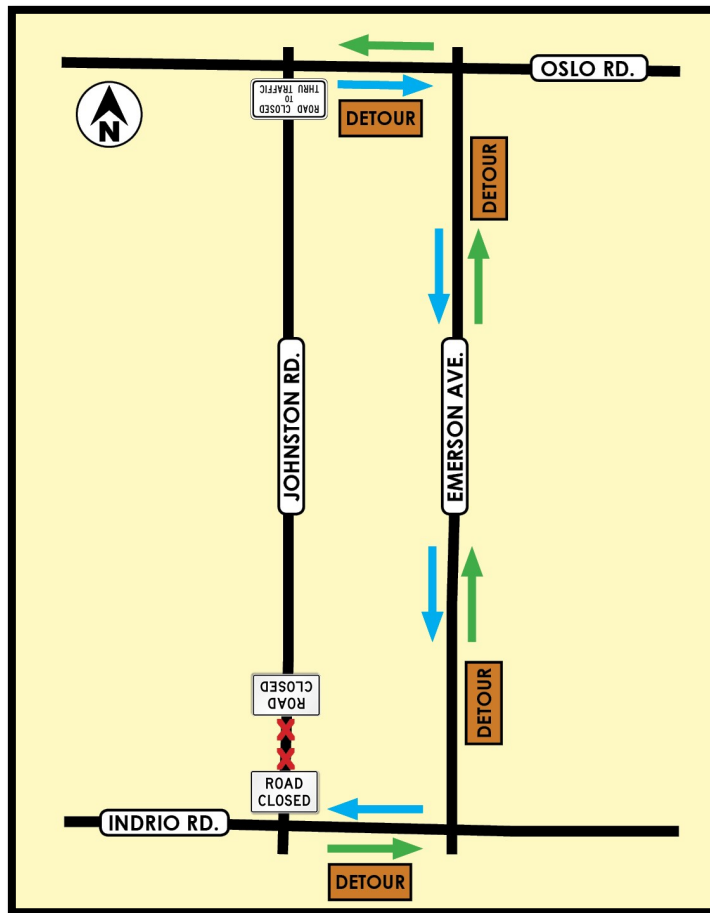 OSLO RD.
ROAD CLOSED
TO
THRU TRAFFIC
DETOUR
N
DETOUR
JOHNSTON RD.
EMERSON AVE.
ROAD
CLOSED
DETOUR
ROAD
CLOSED
INDRIO RD.
DETOUR